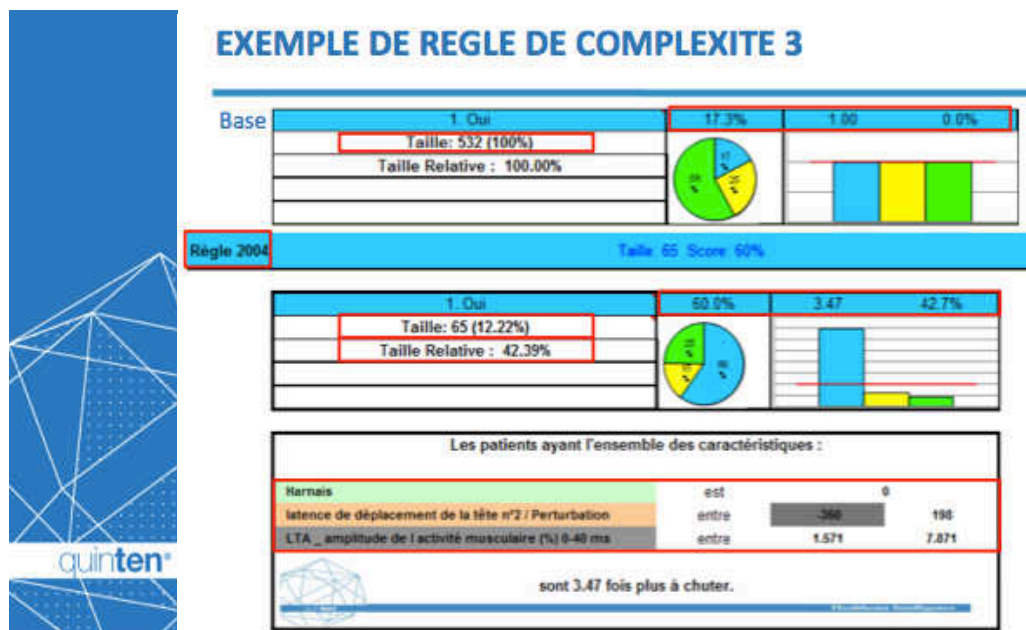 EXEMPLE DE REGLE DE COMPLEXITE 3
Base
1. Oui 17.3% 1.00 0.0%
Taille: 532 (100%)
Taille Relative : 100.00%
Règle 2004 Taille 65 Score 60%
1. Oui 60.0% 3.47 42.7%
Taille: 65 (12.22%)
Taille Relative : 42.39%
Les patients ayant l'ensemble des caractéristiques :
Harnais est 0
latence de déplacement de la tête n°2 / Perturbation entre -360 198
LTA _ amplitude de l activité musculaire (%) 0-40 ms entre 1.571 7.871
sont 3.47 fois plus à chuter.
quinten